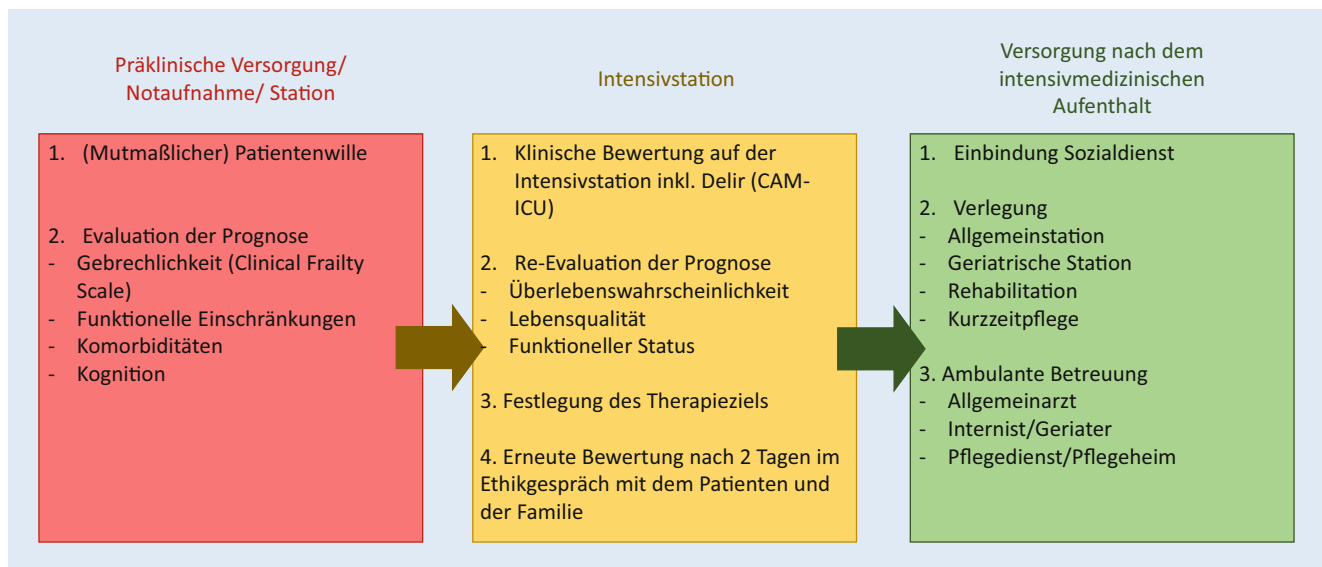 Präklinische Versorgung/
Notaufnahme/ Station
1. (Mutmaßlicher) Patientenwille
2. Evaluation der Prognose
- Gebrechlichkeit (Clinical Frailty
Scale)
- Funktionelle Einschränkungen
- Komorbiditäten
- Kognition
Intensivstation
1. Klinische Bewertung auf der
Intensivstation inkl. Delir (CAM-
ICU)
2. Re-Evaluation der Prognose
- Überlebenswahrscheinlichkeit
- Lebensqualität
- Funktioneller Status
3. Festlegung des Therapieziels
4. Erneute Bewertung nach 2 Tagen im
Ethikgespräch mit dem Patienten und
der Familie
Versorgung nach dem
intensivmedizinischen
Aufenthalt
1. Einbindung Sozialdienst
2. Verlegung
- Allgemeinstation
- Geriatrische Station
- Rehabilitation
- Kurzzeitpflege
3. Ambulante Betreuung
- Allgemeinarzt
- Internist/Geriater
- Pflegedienst/Pflegeheim